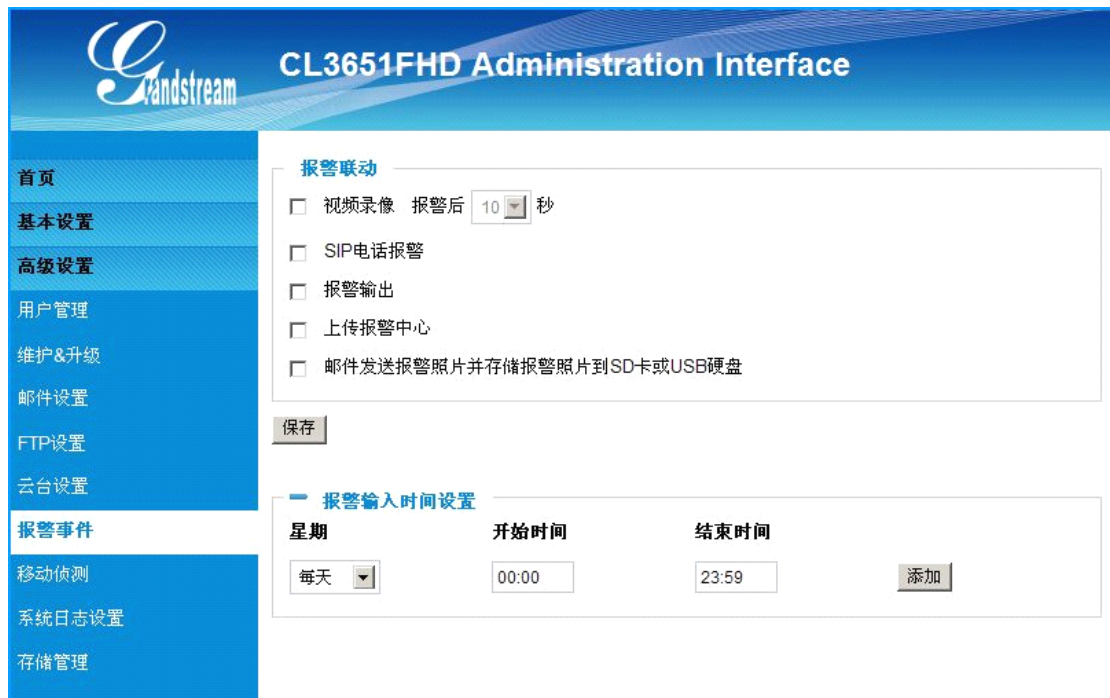 Grandstream
CL3651FHD Administration Interface
首页
基本设置
高级设置
用户管理
维护&升级
邮件设置
FTP设置
云台设置
报警事件
移动侦测
系统日志设置
存储管理
报警联动
视频录像 报警后 10 秒
SIP电话报警
报警输出
上传报警中心
邮件发送报警照片并存储报警照片到SD卡或USB硬盘
保存
报警输入时间设置
星期 开始时间 结束时间
每天 00:00 23:59 添加